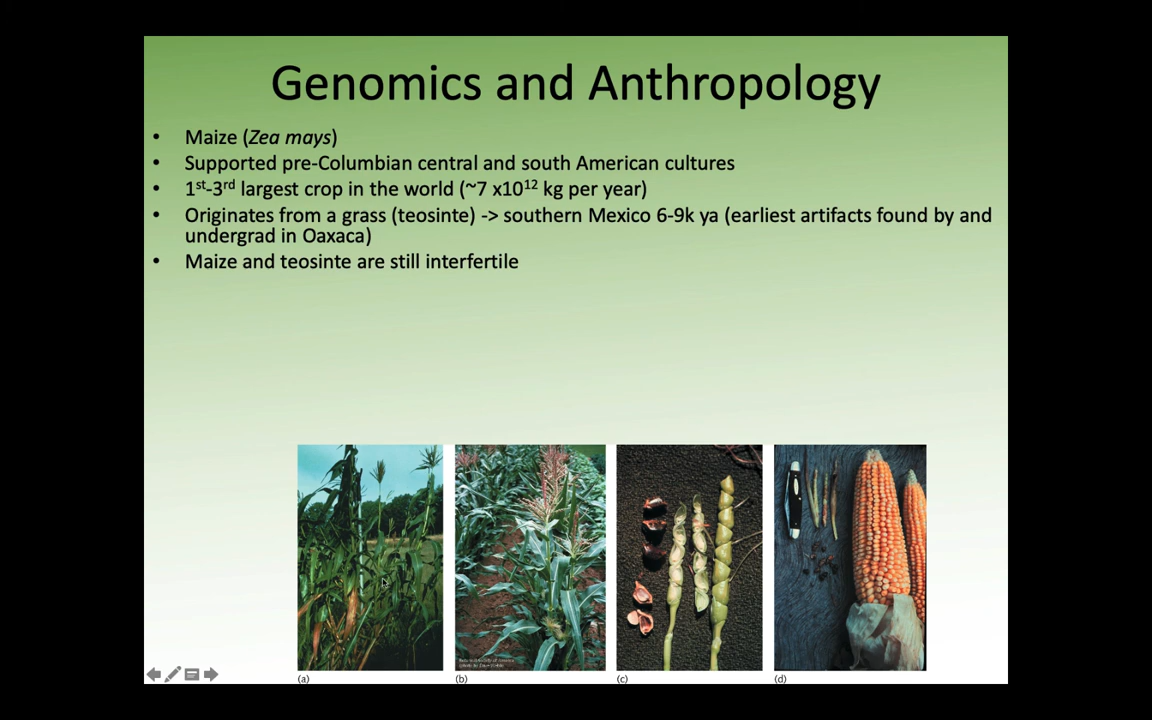 Genomics and Anthropology
• Maize (Zea mays)
• Supported pre-Columbian central and south American cultures
• 1st-3rd largest crop in the world (~7 x10¹² kg per year)
• Originates from a grass (teosinte) -> southern Mexico 6-9k ya (earliest artifacts found by and
undergrad in Oaxaca)
• Maize and teosinte are still interfertile
(a)
(b)
(c)
(d)